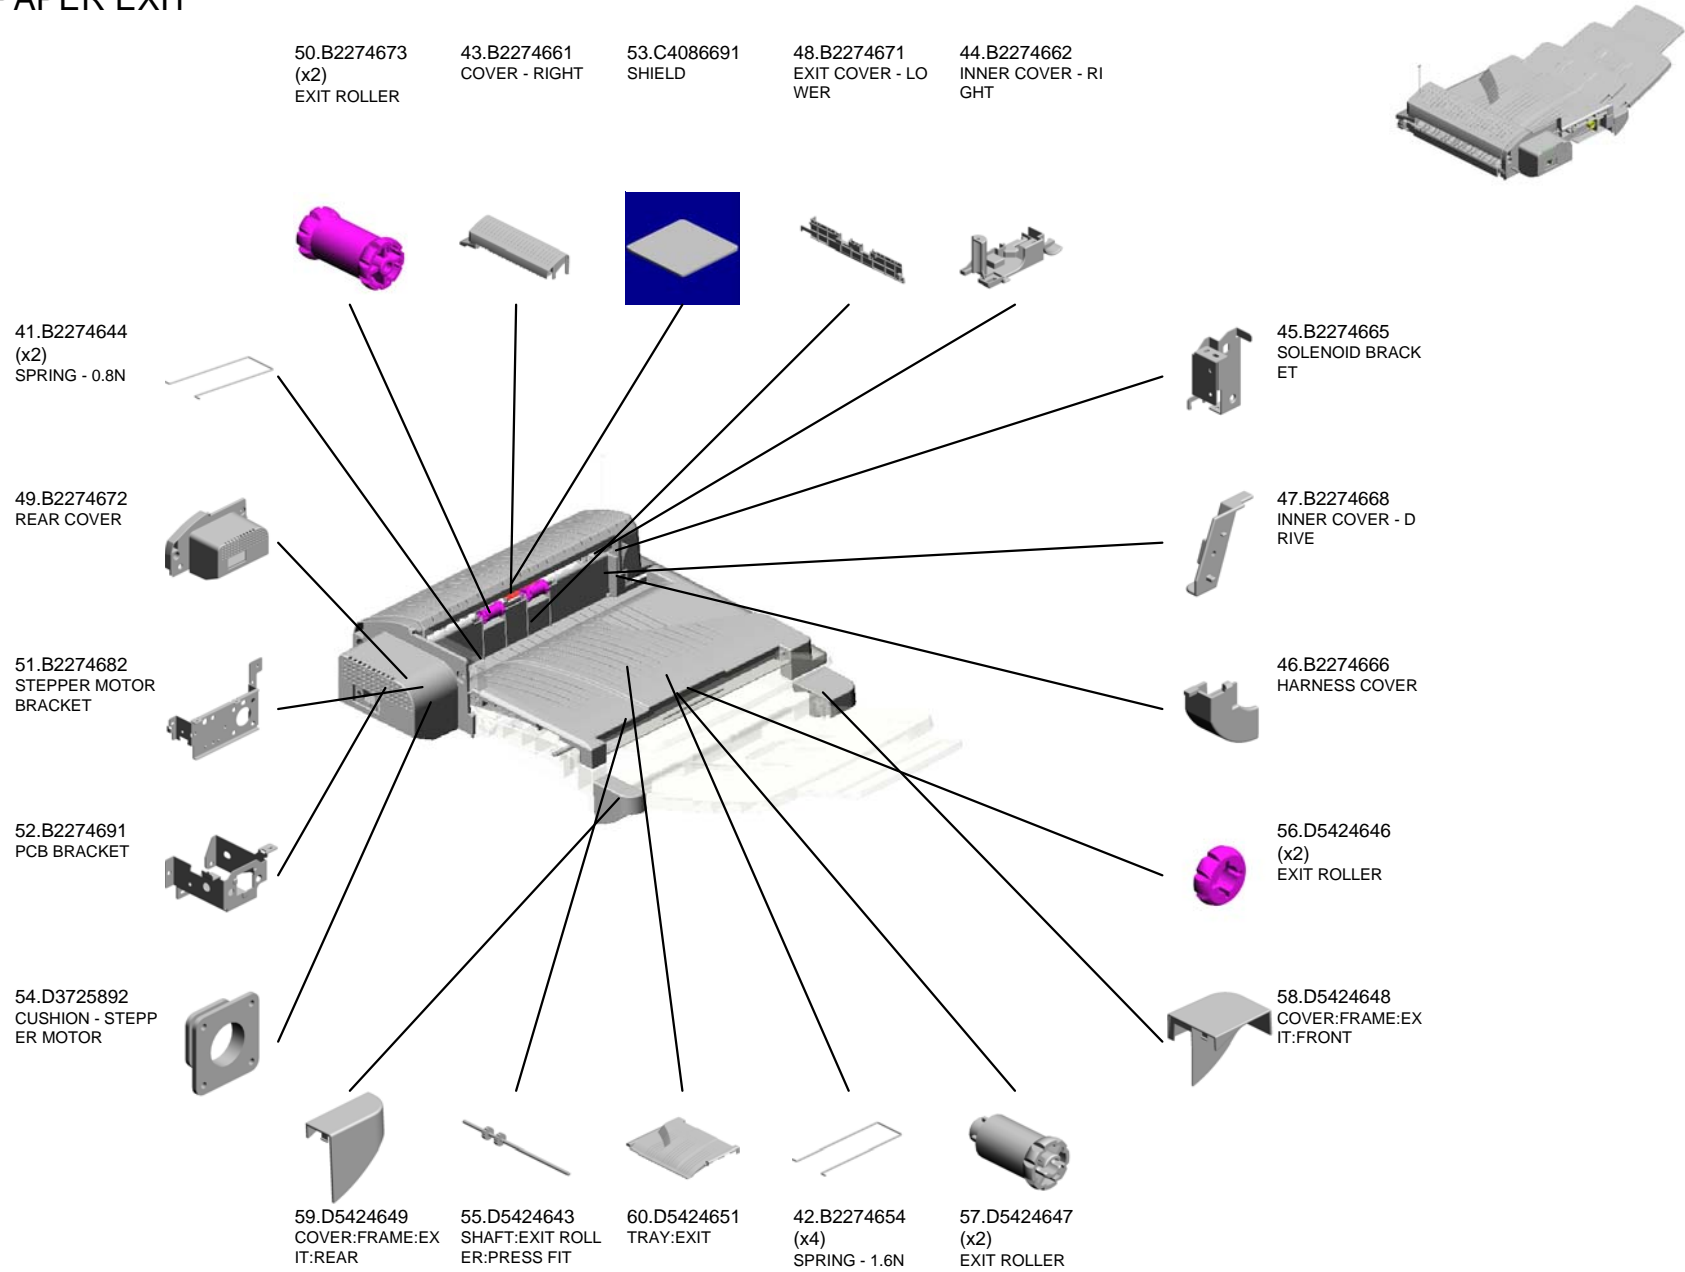 PAPER EXIT
50.B2274673
(x2)
EXIT ROLLER
43.B2274661
COVER - RIGHT
53.C4086691
SHIELD
48.B2274671
EXIT COVER - LO
WER
44.B2274662
INNER COVER - RI
GHT
41.B2274644
(x2)
SPRING - 0.8N
45.B2274665
SOLENOID BRACK
ET
49.B2274672
REAR COVER
47.B2274668
INNER COVER - D
RIVE
51.B2274682
STEPPER MOTOR
BRACKET
46.B2274666
HARNESS COVER
52.B2274691
PCB BRACKET
56.D5424646
(x2)
EXIT ROLLER
54.D3725892
CUSHION - STEPP
ER MOTOR
58.D5424648
COVER:FRAME:EX
IT:FRONT
59.D5424649
COVER:FRAME:EX
IT:REAR
55.D5424643
SHAFT:EXIT ROLL
ER:PRESS FIT
60.D5424651
TRAY:EXIT
42.B2274654
(x4)
SPRING - 1.6N
57.D5424647
(x2)
EXIT ROLLER